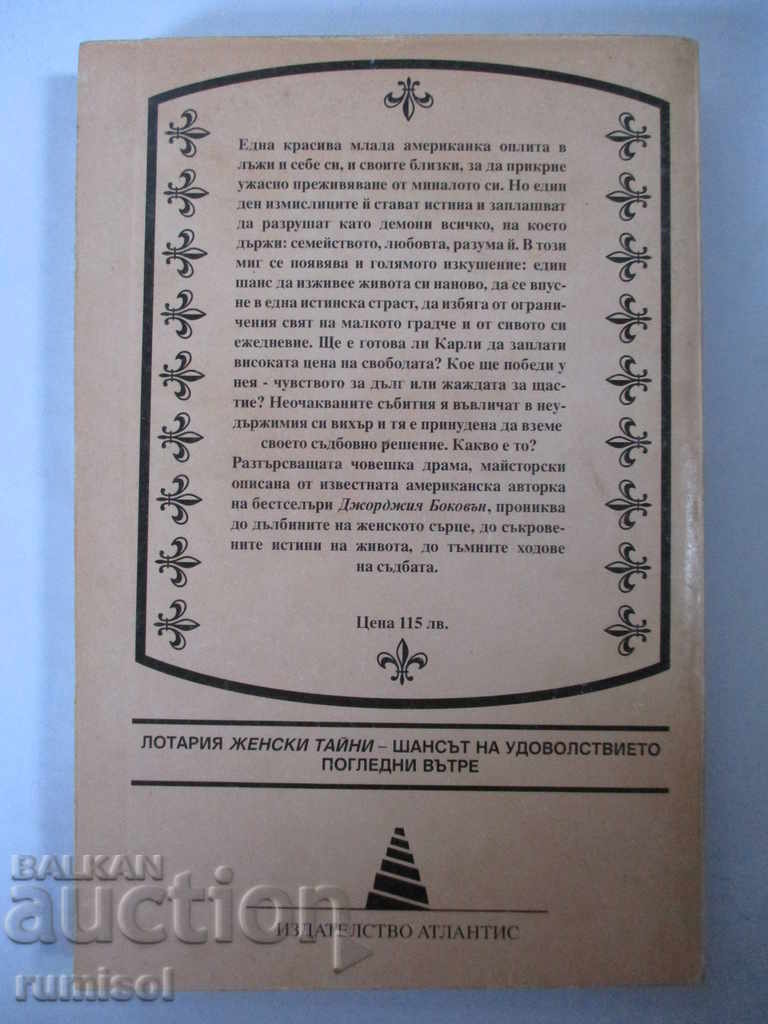 Една красива млада американка оплита в
лъжи и себе си, и своите близки, за да прикрие
ужасно преживяване от миналото си. Но един
ден измислиците й стават истина и заплашват
да разрушат като демони всичко, на което
държи: семейството, любовта, разума й. В този
миг се появява и голямото изкушение: един
шанс да изживее живота си наново, да се впус-
не в една истинска страст, да избяга от ограни-
чения свят на малкото градче и от сивото си
ежедневие. Ще е готова ли Карли да заплати
високата цена на свободата? Кое ще победи у
нея - чувството за дълг или жаждата за щас-
тие? Неочакваните събития я въвличат в неу-
държимия си вихър и тя е принудена да вземе
своето съдбовно решение. Какво е то?
Разтърсващата човешка драма, майсторски
описана от известната американска авторка
на бестселъри Джорджия Боковън, прониква
до дълбините на женското сърце, до съкрове-
ните истини на живота, до тъмните ходове
на съдбата.
Цена 115 лв.
ЛОТАРИЯ ЖЕНСКИ ТАЙНИ – ШАНСЪТ НА УДОВОЛСТВИЕТО
ПОГЛЕДНИ ВЪТРЕ
BALKAN
auction
ИЗДАТЕЛСТВО АТЛАНТИС
rumisol